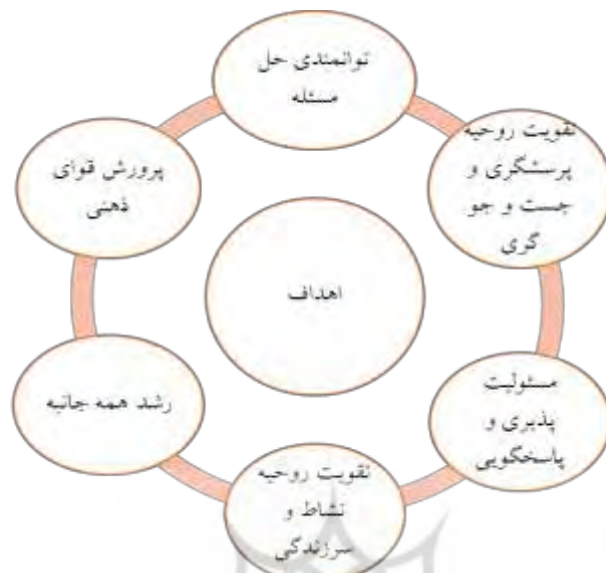 توانمندی حل
مسئله
تقویت روحیه
پرسشگری و
جست و جو
گری
مسئولیت
پذیری و
پاسخگویی
تقویت روحیه
نشاط و
سرزندگی
رشد همه جانبه
پرورش قوای
ذهنی
اهداف